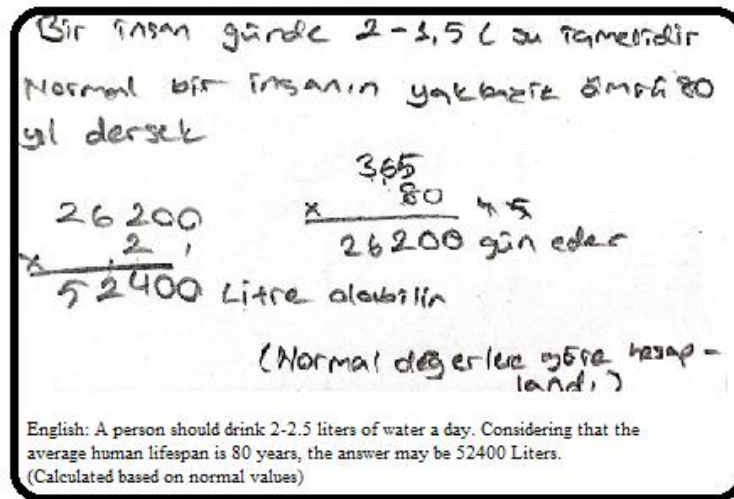 Bir insan günde 2-1,5 L su içmelidir
Normal bir insanın yaklaşık ömrü 80
yıl dersek
365
x 80
26200 gün eder
26200
x 2
52400 Litre olabilir
(Normal değerlere göre hesap-
landı)
English: A person should drink 2-2.5 liters of water a day. Considering that the
average human lifespan is 80 years, the answer may be 52400 Liters.
(Calculated based on normal values)